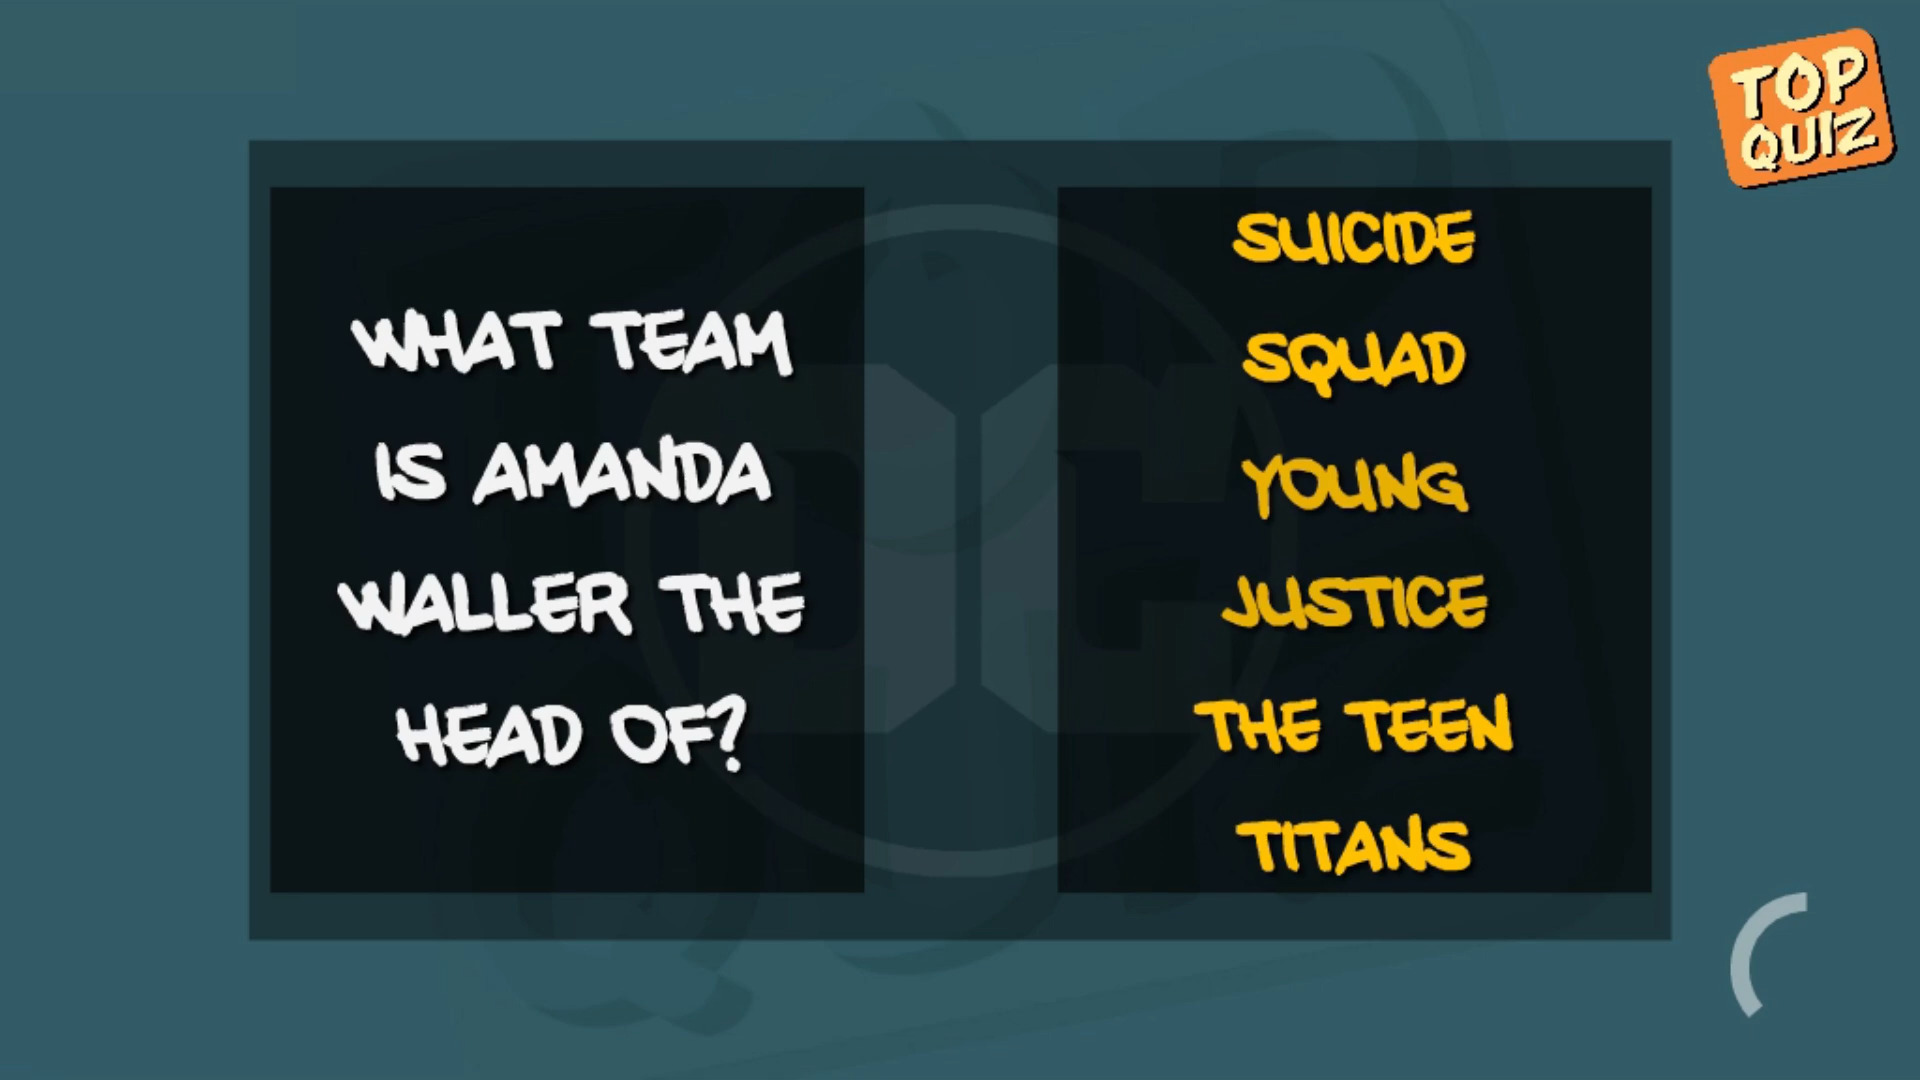 TOP
QUIZ
WHAT TEAM
IS AMANDA
WALLER THE
HEAD OF?
SUICIDE
SQUAD
YOUNG
JUSTICE
THE TEEN
TITANS